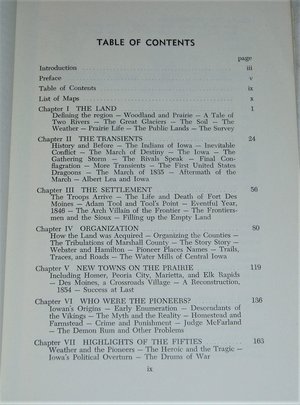 TABLE OF CONTENTS
page
Introduction iii
Preface v
Table of Contents ix
List of Maps x
Chapter I THE LAND 1
Defining the region — Woodland and Prairie — A Tale of
Two Rivers — The Great Glaciers — The Soil — The
Weather — Prairie Life — The Public Lands — The Survey
Chapter II THE TRANSIENTS 24
History and Before — The Indians of Iowa — Inevitable
Conflict — The March of Destiny — The Iowa — The
Gathering Storm — The Rivals Speak — Final Con-
flagration — More Transients — The First United States
Dragoons — The March of 1835 — Aftermath of the
March — Albert Lea and Iowa
Chapter III THE SETTLEMENT 56
The Troops Arrive — The Life and Death of Fort Des
Moines — Adam Tool and Tool's Point — Eventful Year,
1846 — The Arch Villain of the Frontier — The Frontiers-
men and the Sioux — Filling up the Empty Land
Chapter IV ORGANIZATION 80
How the Land was Acquired — Organizing the Counties —
The Tribulations of Marshall County — The Story Story —
Webster and Hamilton — Pioneer Places Names — Trails,
Traces, and Roads — The Water Mills of Central Iowa
Chapter V NEW TOWNS ON THE PRAIRIE 119
Including Homer, Peoria City, Marietta, and Elk Rapids
— Des Moines, a Crossroads Village — A Reconstruction,
1854 — Success at Last
Chapter VI WHO WERE THE PIONEERS? 136
Iowan's Origins — Early Enumeration — Descendants of
the Vikings — The Myth and the Reality — Homestead and
Farmstead — Crime and Punishment — Judge McFarland
— The Demon Rum and Other Problems
Chapter VII HIGHLIGHTS OF THE FIFTIES 163
Weather and the Pioneers — The Heroic and the Tragic —
Iowa's Political Overturn — The Drums of War
ix